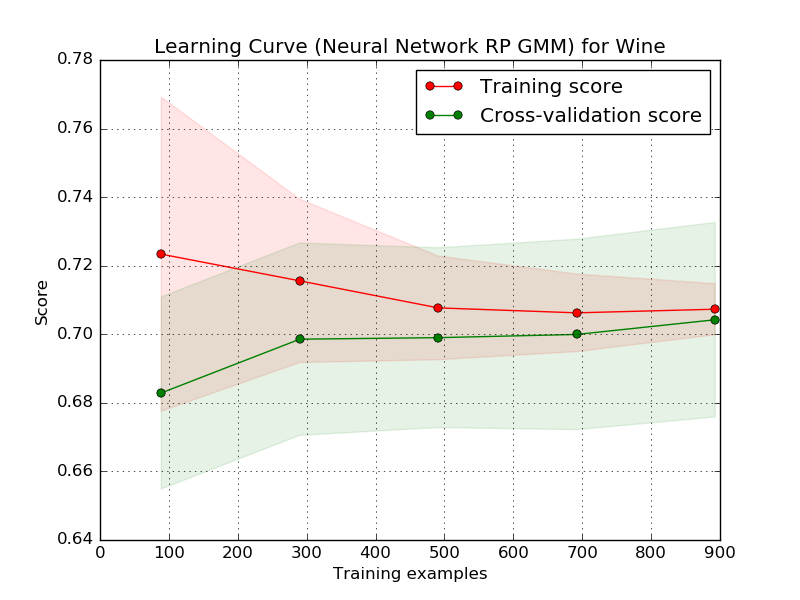 Learning Curve (Neural Network RP GMM) for Wine
Training score
Cross-validation score
0.78
0.76
0.74
0.72
0.70
0.68
0.66
0.64
Score
0 100 200 300 400 500 600 700 800 900
Training examples